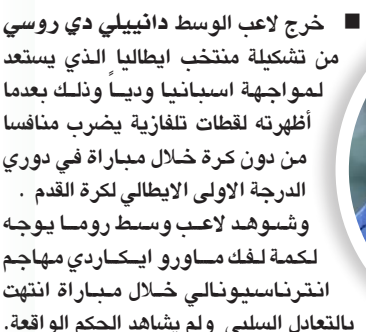 ■ خرج لاعب الوسط دانييلي دي روسي
من تشكيلة منتخب ايطاليا الذي يستعد
لمواجهة اسبانيا ودياً وذلك بعدما
أظهرته لقطات تلفازية يضرب منافسا
من دون كرة خلال مباراة في دوري
الدرجة الاولى الايطالي لكرة القدم .
وشوهد لاعب وسط روما يوجه
لكمة لفك ماورو ايكاردي مهاجم
انترناسيونالي خلال مباراة انتهت
بالتعادل السلبي ولم يشاهد الحكم الواقعة.